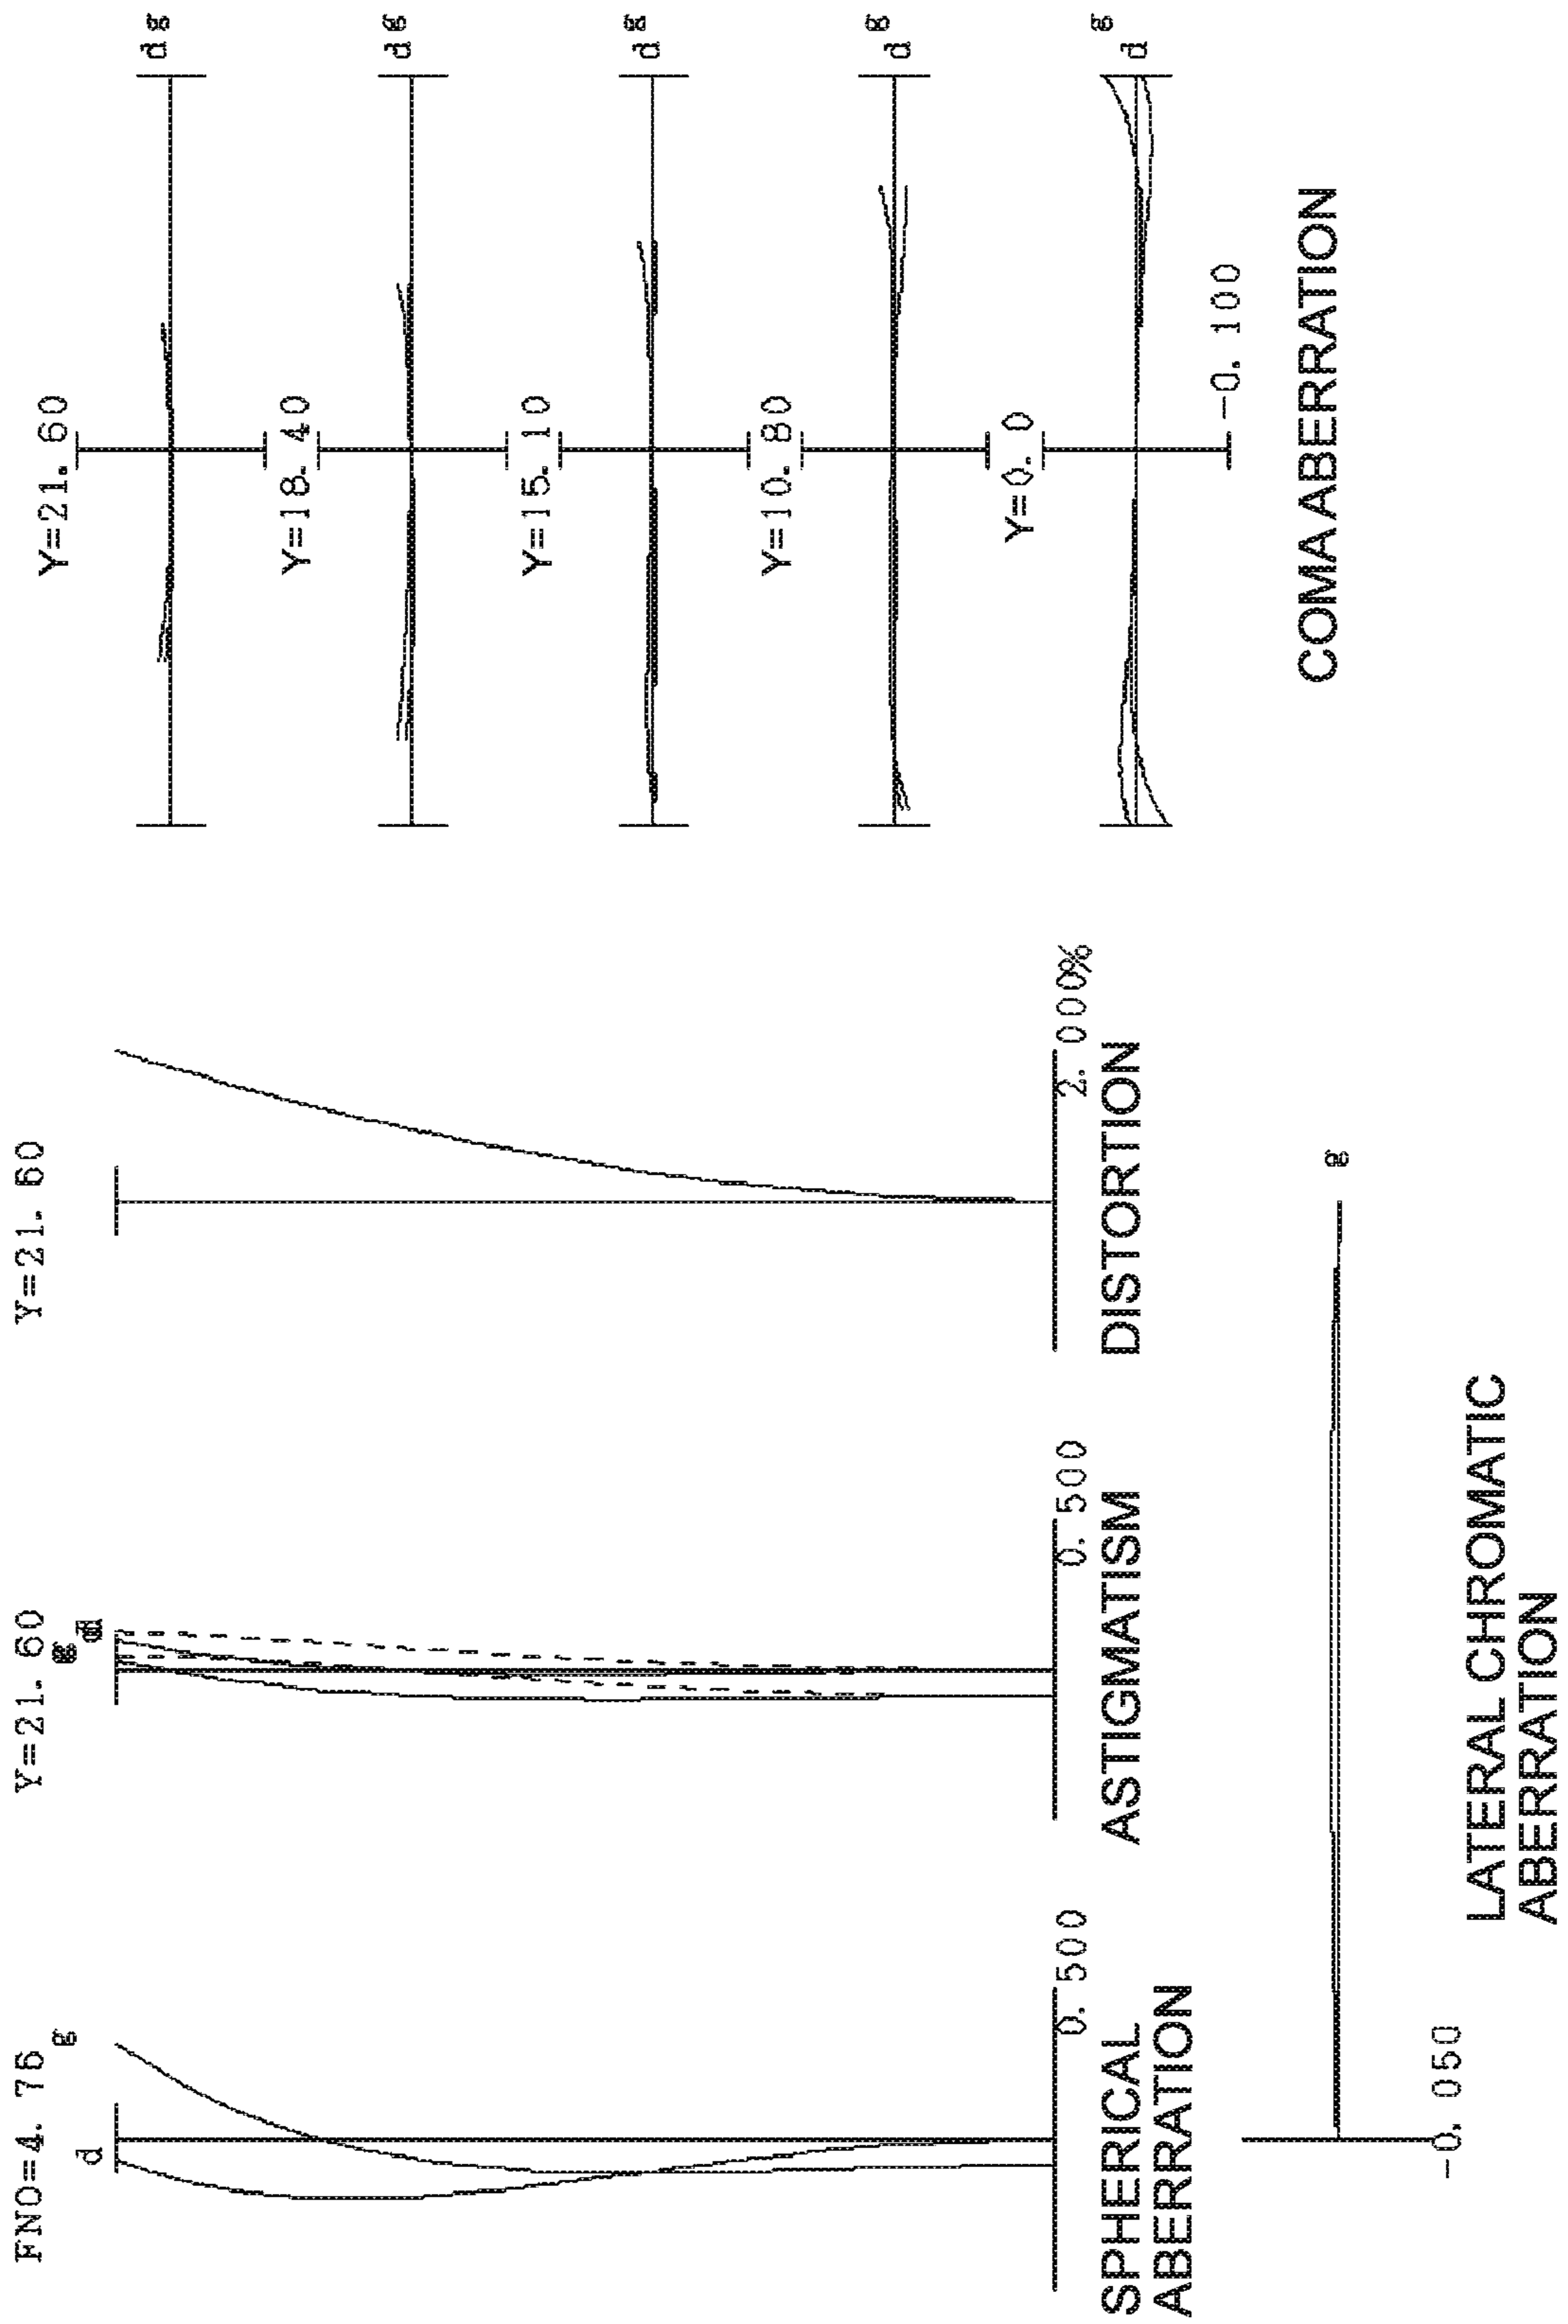 FNO=4. 75
g
d
0. 500
SPHERICAL
ABERRATION
Y=21. 60
g
d
0. 500
ASTIGMATISM
Y=21. 60
2. 000%
DISTORTION
Y=21. 60
d g
Y=18. 40
d g
Y=15. 10
d g
Y=10. 80
d g
Y=0. 0
g
d
-0. 100
COMA ABERRATION
g
-0. 050
LATERAL CHROMATIC
ABERRATION